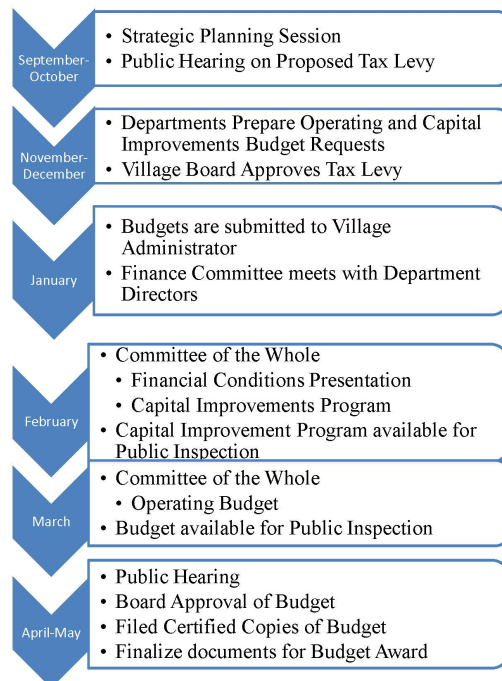 September-
October
• Strategic Planning Session
• Public Hearing on Proposed Tax Levy
November-
December
• Departments Prepare Operating and Capital
Improvements Budget Requests
• Village Board Approves Tax Levy
January
• Budgets are submitted to Village
Administrator
• Finance Committee meets with Department
Directors
February
• Committee of the Whole
• Financial Conditions Presentation
• Capital Improvements Program
• Capital Improvement Program available for
Public Inspection
March
• Committee of the Whole
• Operating Budget
• Budget available for Public Inspection
April-May
• Public Hearing
• Board Approval of Budget
• Filed Certified Copies of Budget
• Finalize documents for Budget Award